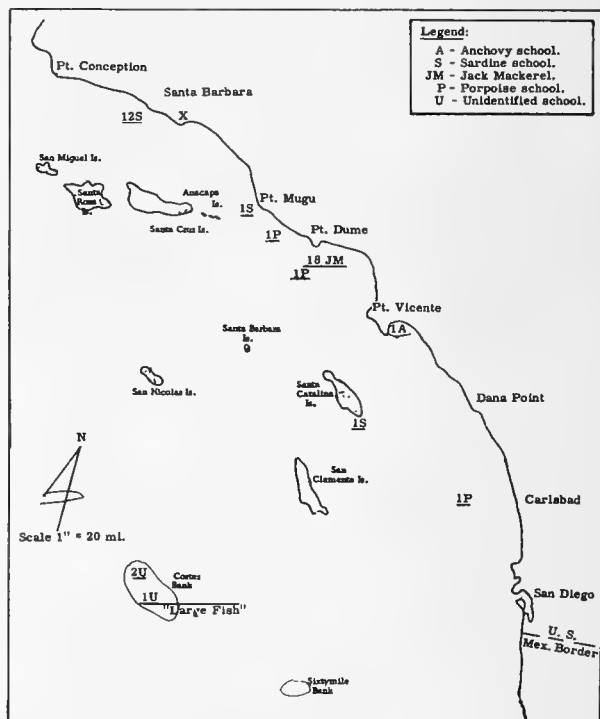 Legend:
A - Anchovy school.
S - Sardine school.
JM - Jack Mackerel.
P - Porpoise school.
U - Unidentified school.
Pt. Conception
Santa Barbara
12S
X
San Miguel Is.
Santa
Rosa
Is.
Anacapa
Is.
Santa Cruz Is.
1S
Pt. Mugu
1P
Pt. Dume
18 JM
1P
Pt. Vicente
1A
Santa Barbara
Is.
San Nicolas Is.
Santa
Catalina
Is.
1S
Dana Point
N
San
Clemente Is.
1P
Carlsbad
Scale 1" = 20 mi.
2U
Cortes
Bank
1U
"Large Fish"
San Diego
U. S.
Mex. Border
Sixtymile
Bank